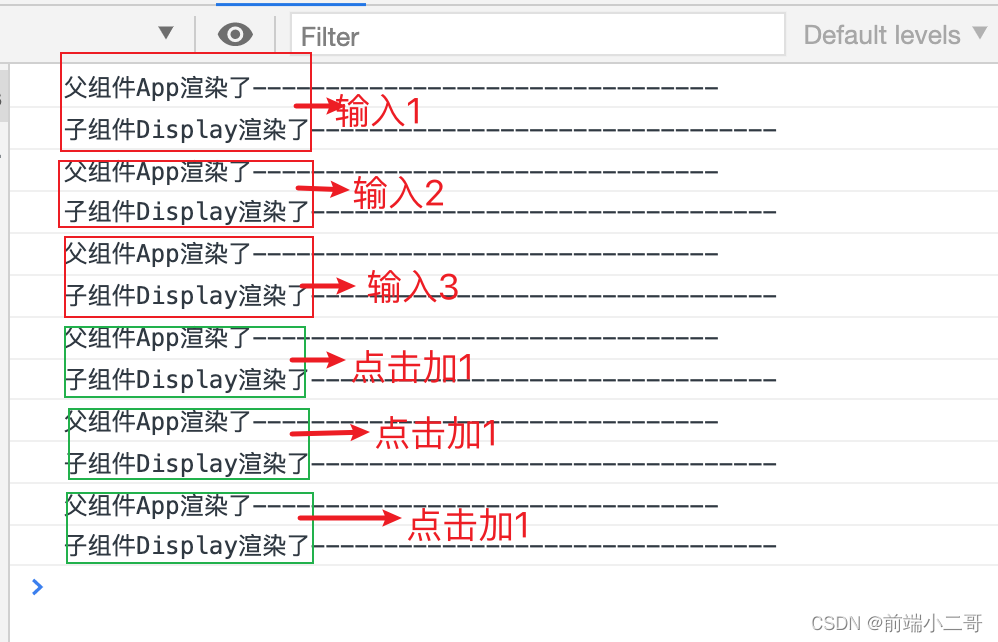 Filter Default levels
父组件App渲染了--------------------------------
输入1
子组件Display渲染了--------------------------------
父组件App渲染了--------------------------------
输入2
子组件Display渲染了--------------------------------
父组件App渲染了--------------------------------
输入3
子组件Display渲染了--------------------------------
父组件App渲染了--------------------------------
点击加1
子组件Display渲染了--------------------------------
父组件App渲染了--------------------------------
点击加1
子组件Display渲染了--------------------------------
父组件App渲染了--------------------------------
点击加1
子组件Display渲染了--------------------------------
CSDN @前端小二哥